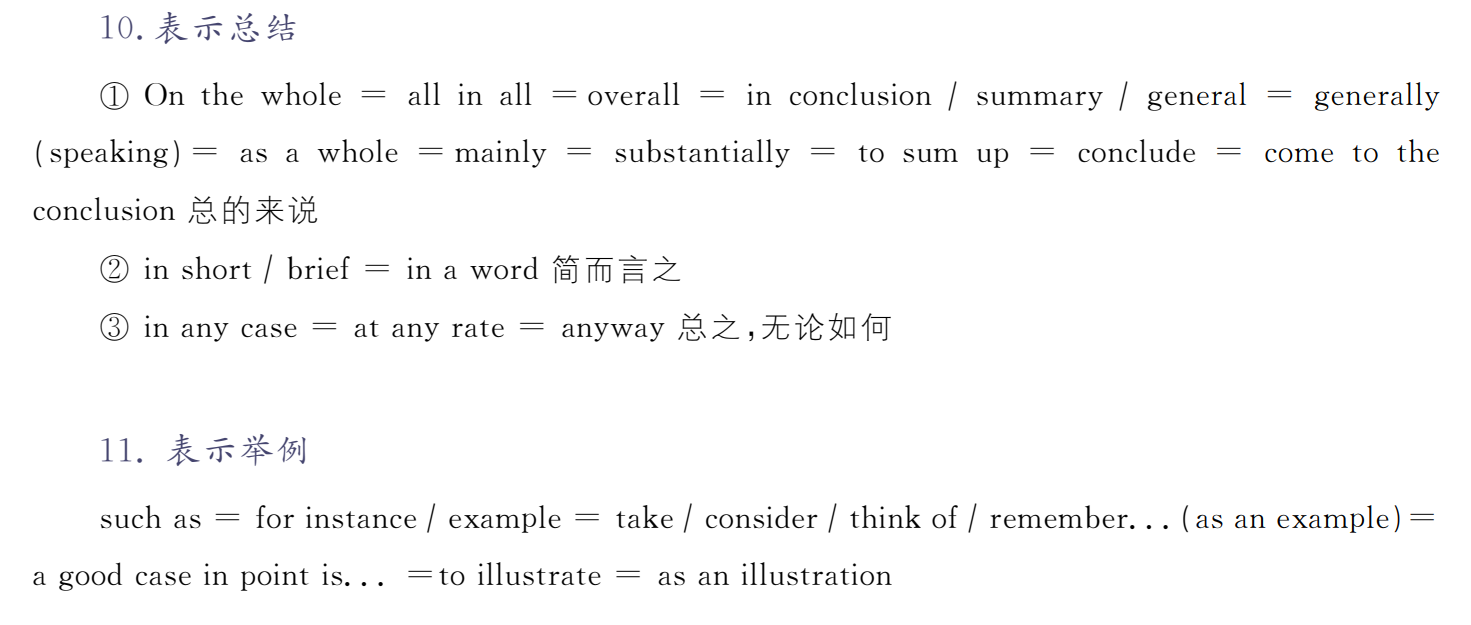 10. 表示总结
① On the whole = all in all = overall = in conclusion / summary / general = generally
(speaking) = as a whole = mainly = substantially = to sum up = conclude = come to the
conclusion 总的来说
② in short / brief = in a word 简而言之
③ in any case = at any rate = anyway 总之,无论如何
11. 表示举例
such as = for instance / example = take / consider / think of / remember... (as an example) =
a good case in point is... = to illustrate = as an illustration